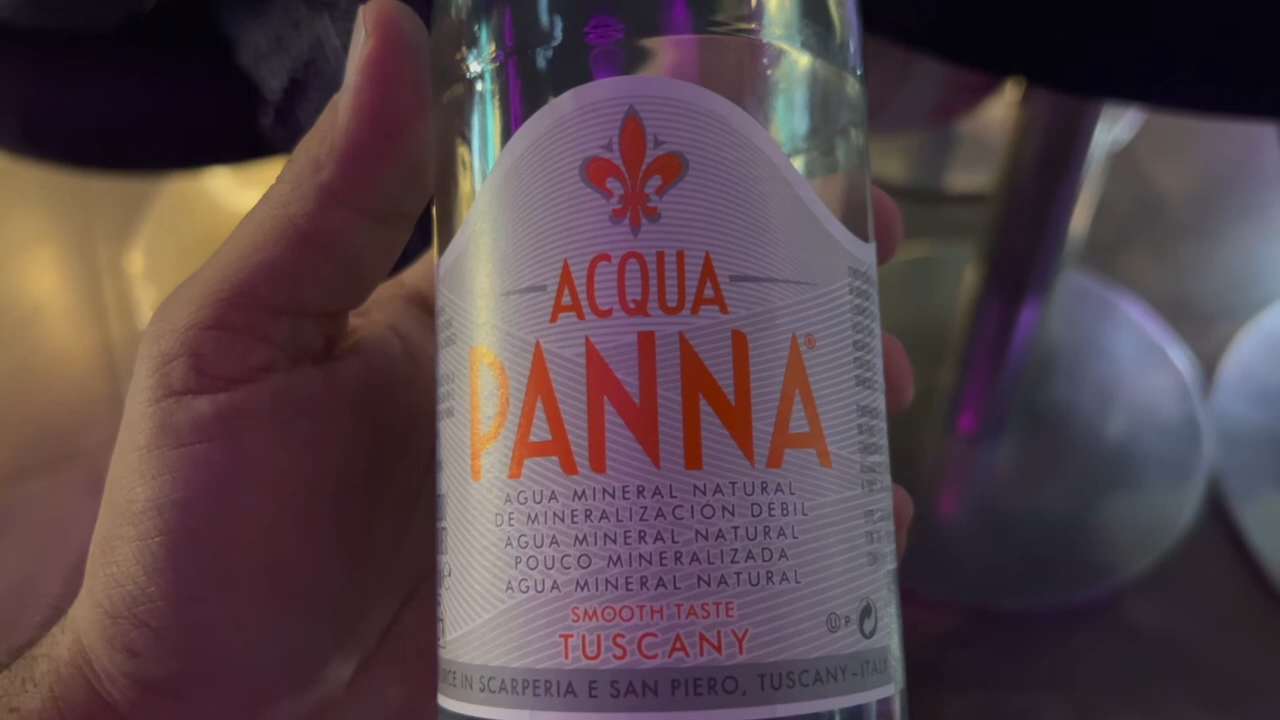 ACQUA
PANNA®
AGUA MINERAL NATURAL
DE MINERALIZACIÓN DÉBIL
AGUA MINERAL NATURAL
POUCO MINERALIZADA
AGUA MINERAL NATURAL
SMOOTH TASTE
TUSCANY
U P
IN SCARPERIA E SAN PIERO, TUSCANY - ITALY